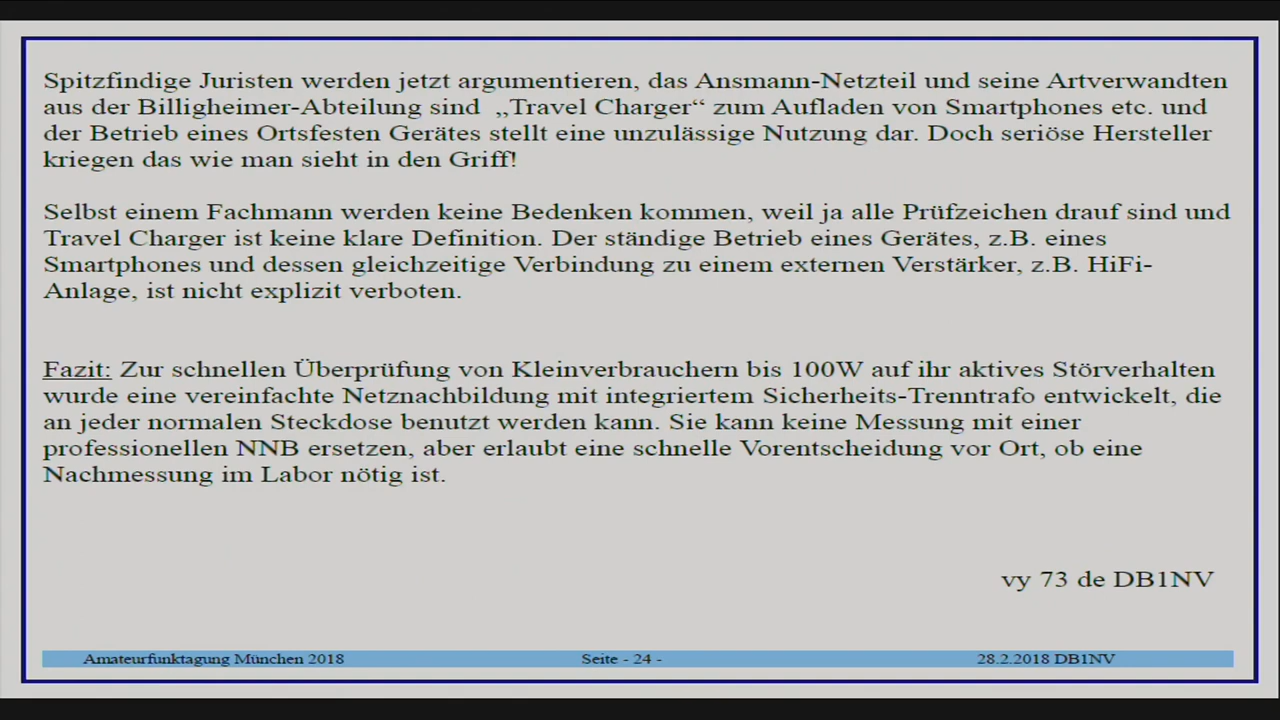 Spitzfindige Juristen werden jetzt argumentieren, das Ansmann-Netzteil und seine Artverwandten
aus der Billigheimer-Abteilung sind „Travel Charger“ zum Aufladen von Smartphones etc. und
der Betrieb eines Ortsfesten Gerätes stellt eine unzulässige Nutzung dar. Doch seriöse Hersteller
kriegen das wie man sieht in den Griff!
Selbst einem Fachmann werden keine Bedenken kommen, weil ja alle Prüfzeichen drauf sind und
Travel Charger ist keine klare Definition. Der ständige Betrieb eines Gerätes, z.B. eines
Smartphones und dessen gleichzeitige Verbindung zu einem externen Verstärker, z.B. HiFi-
Anlage, ist nicht explizit verboten.
Fazit: Zur schnellen Überprüfung von Kleinverbrauchern bis 100W auf ihr aktives Störverhalten
wurde eine vereinfachte Netznachbildung mit integriertem Sicherheits-Trenntrafo entwickelt, die
an jeder normalen Steckdose benutzt werden kann. Sie kann keine Messung mit einer
professionellen NNB ersetzen, aber erlaubt eine schnelle Vorentscheidung vor Ort, ob eine
Nachmessung im Labor nötig ist.
vy 73 de DB1NV
Amateurfunktagung München 2018 Seite - 24 - 28.2.2018 DB1NV